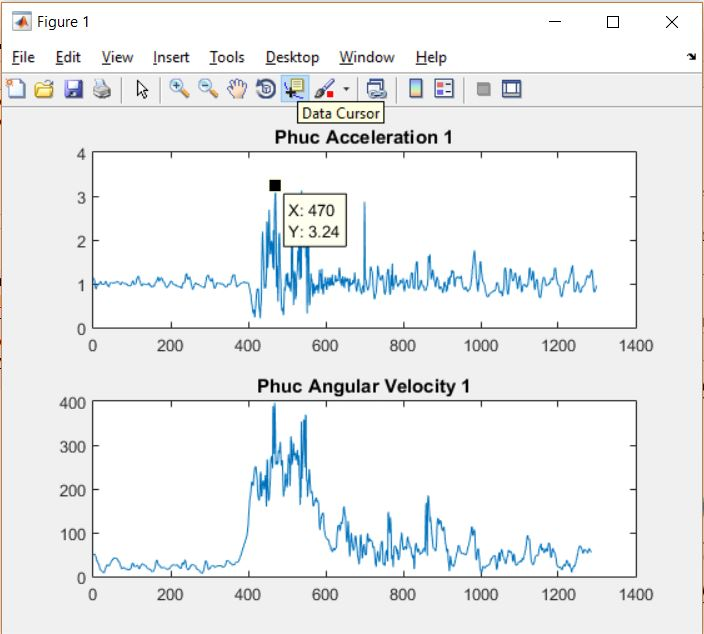 Figure 1
File Edit View Insert Tools Desktop Window Help
Data Cursor
Phuc Acceleration 1
4
3
2
1
0
X: 470
Y: 3.24
0 200 400 600 800 1000 1200 1400
Phuc Angular Velocity 1
400
300
200
100
0
0 200 400 600 800 1000 1200 1400